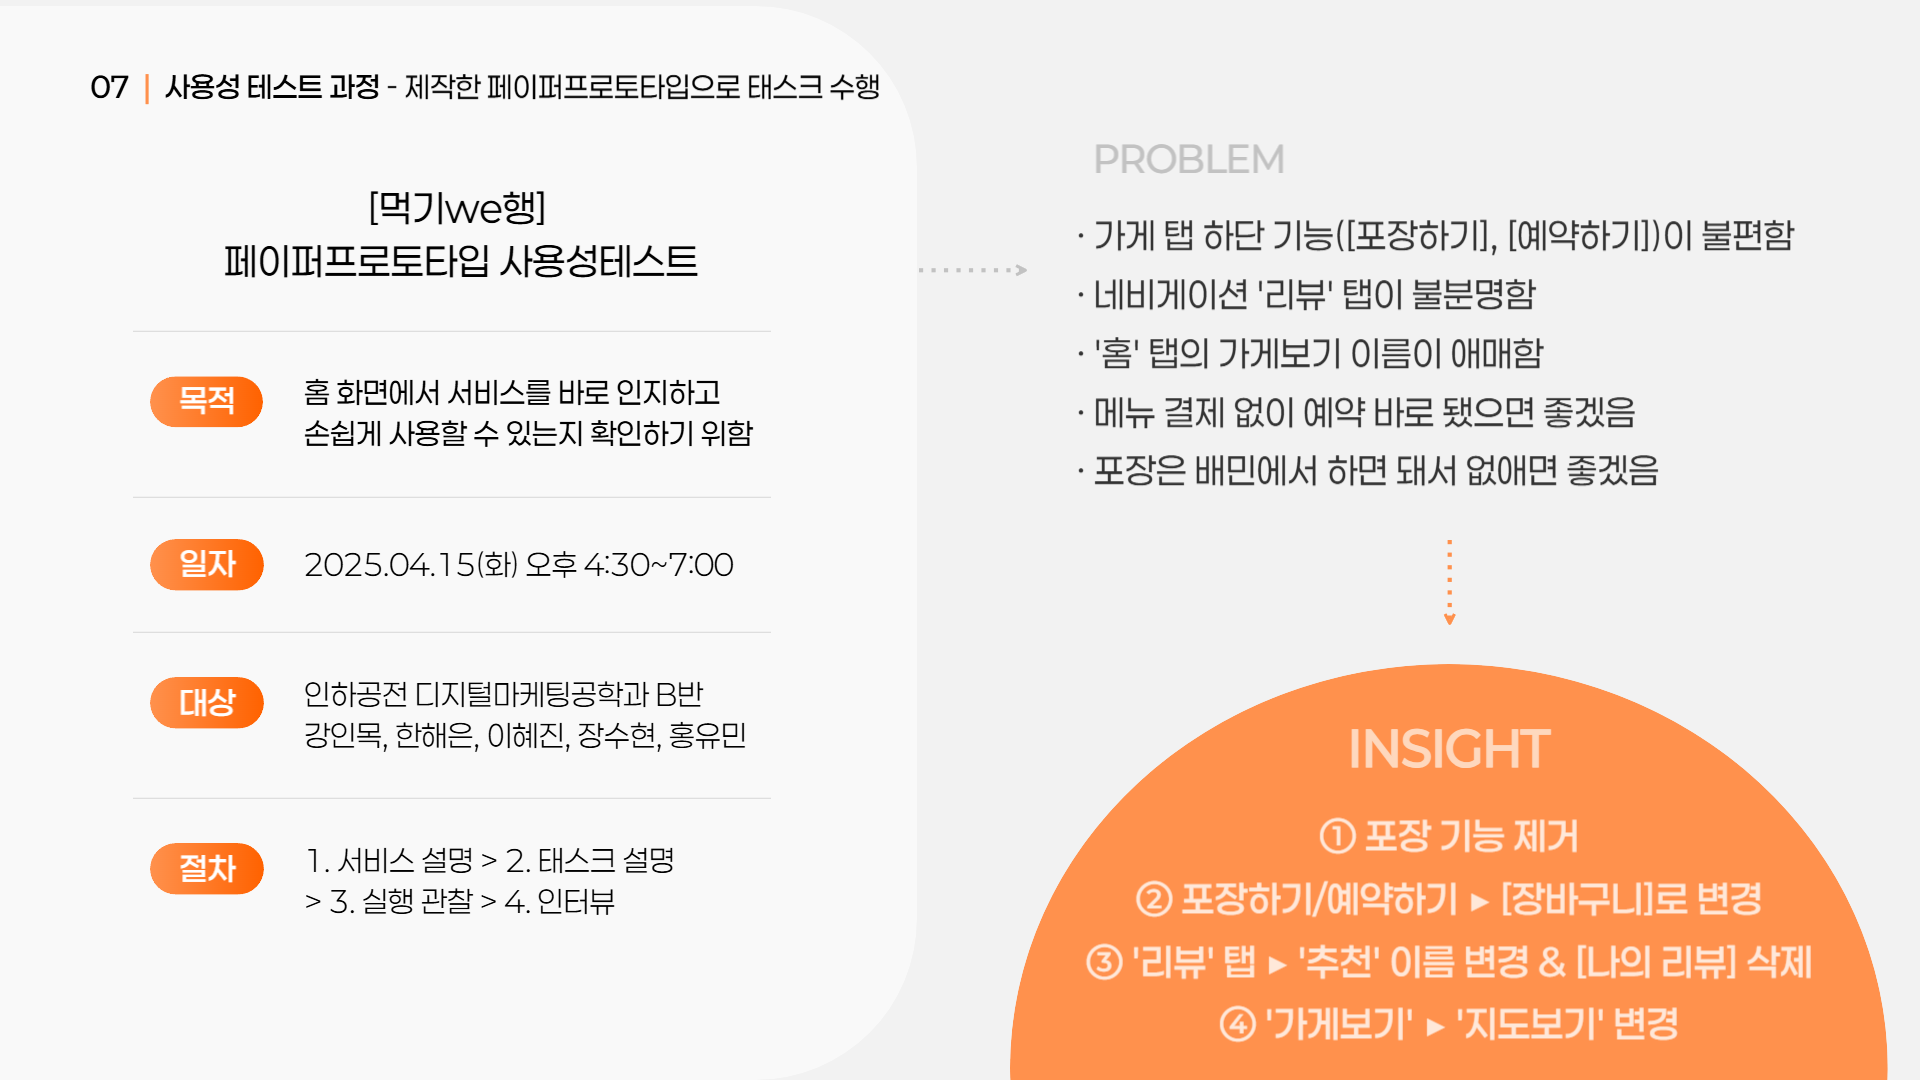 07 | 사용성 테스트 과정 - 제작한 페이퍼프로토타입으로 태스크 수행
[먹기we행]
페이퍼프로토타입 사용성테스트
목적
홈 화면에서 서비스를 바로 인지하고
손쉽게 사용할 수 있는지 확인하기 위함
일자
2025.04.15(화) 오후 4:30~7:00
대상
인하공전 디지털마케팅공학과 B반
강인목, 한해은, 이혜진, 장수현, 홍유민
절차
1. 서비스 설명 > 2. 태스크 설명
> 3. 실행 관찰 > 4. 인터뷰
PROBLEM
· 가게 탭 하단 기능([포장하기], [예약하기])이 불편함
· 네비게이션 '리뷰' 탭이 불분명함
· '홈' 탭의 가게보기 이름이 애매함
· 메뉴 결제 없이 예약 바로 됐으면 좋겠음
· 포장은 배민에서 하면 돼서 없애면 좋겠음
INSIGHT
① 포장 기능 제거
② 포장하기/예약하기 ▶ [장바구니]로 변경
③ '리뷰' 탭 ▶ '추천' 이름 변경 & [나의 리뷰] 삭제
④ '가게보기' ▶ '지도보기' 변경